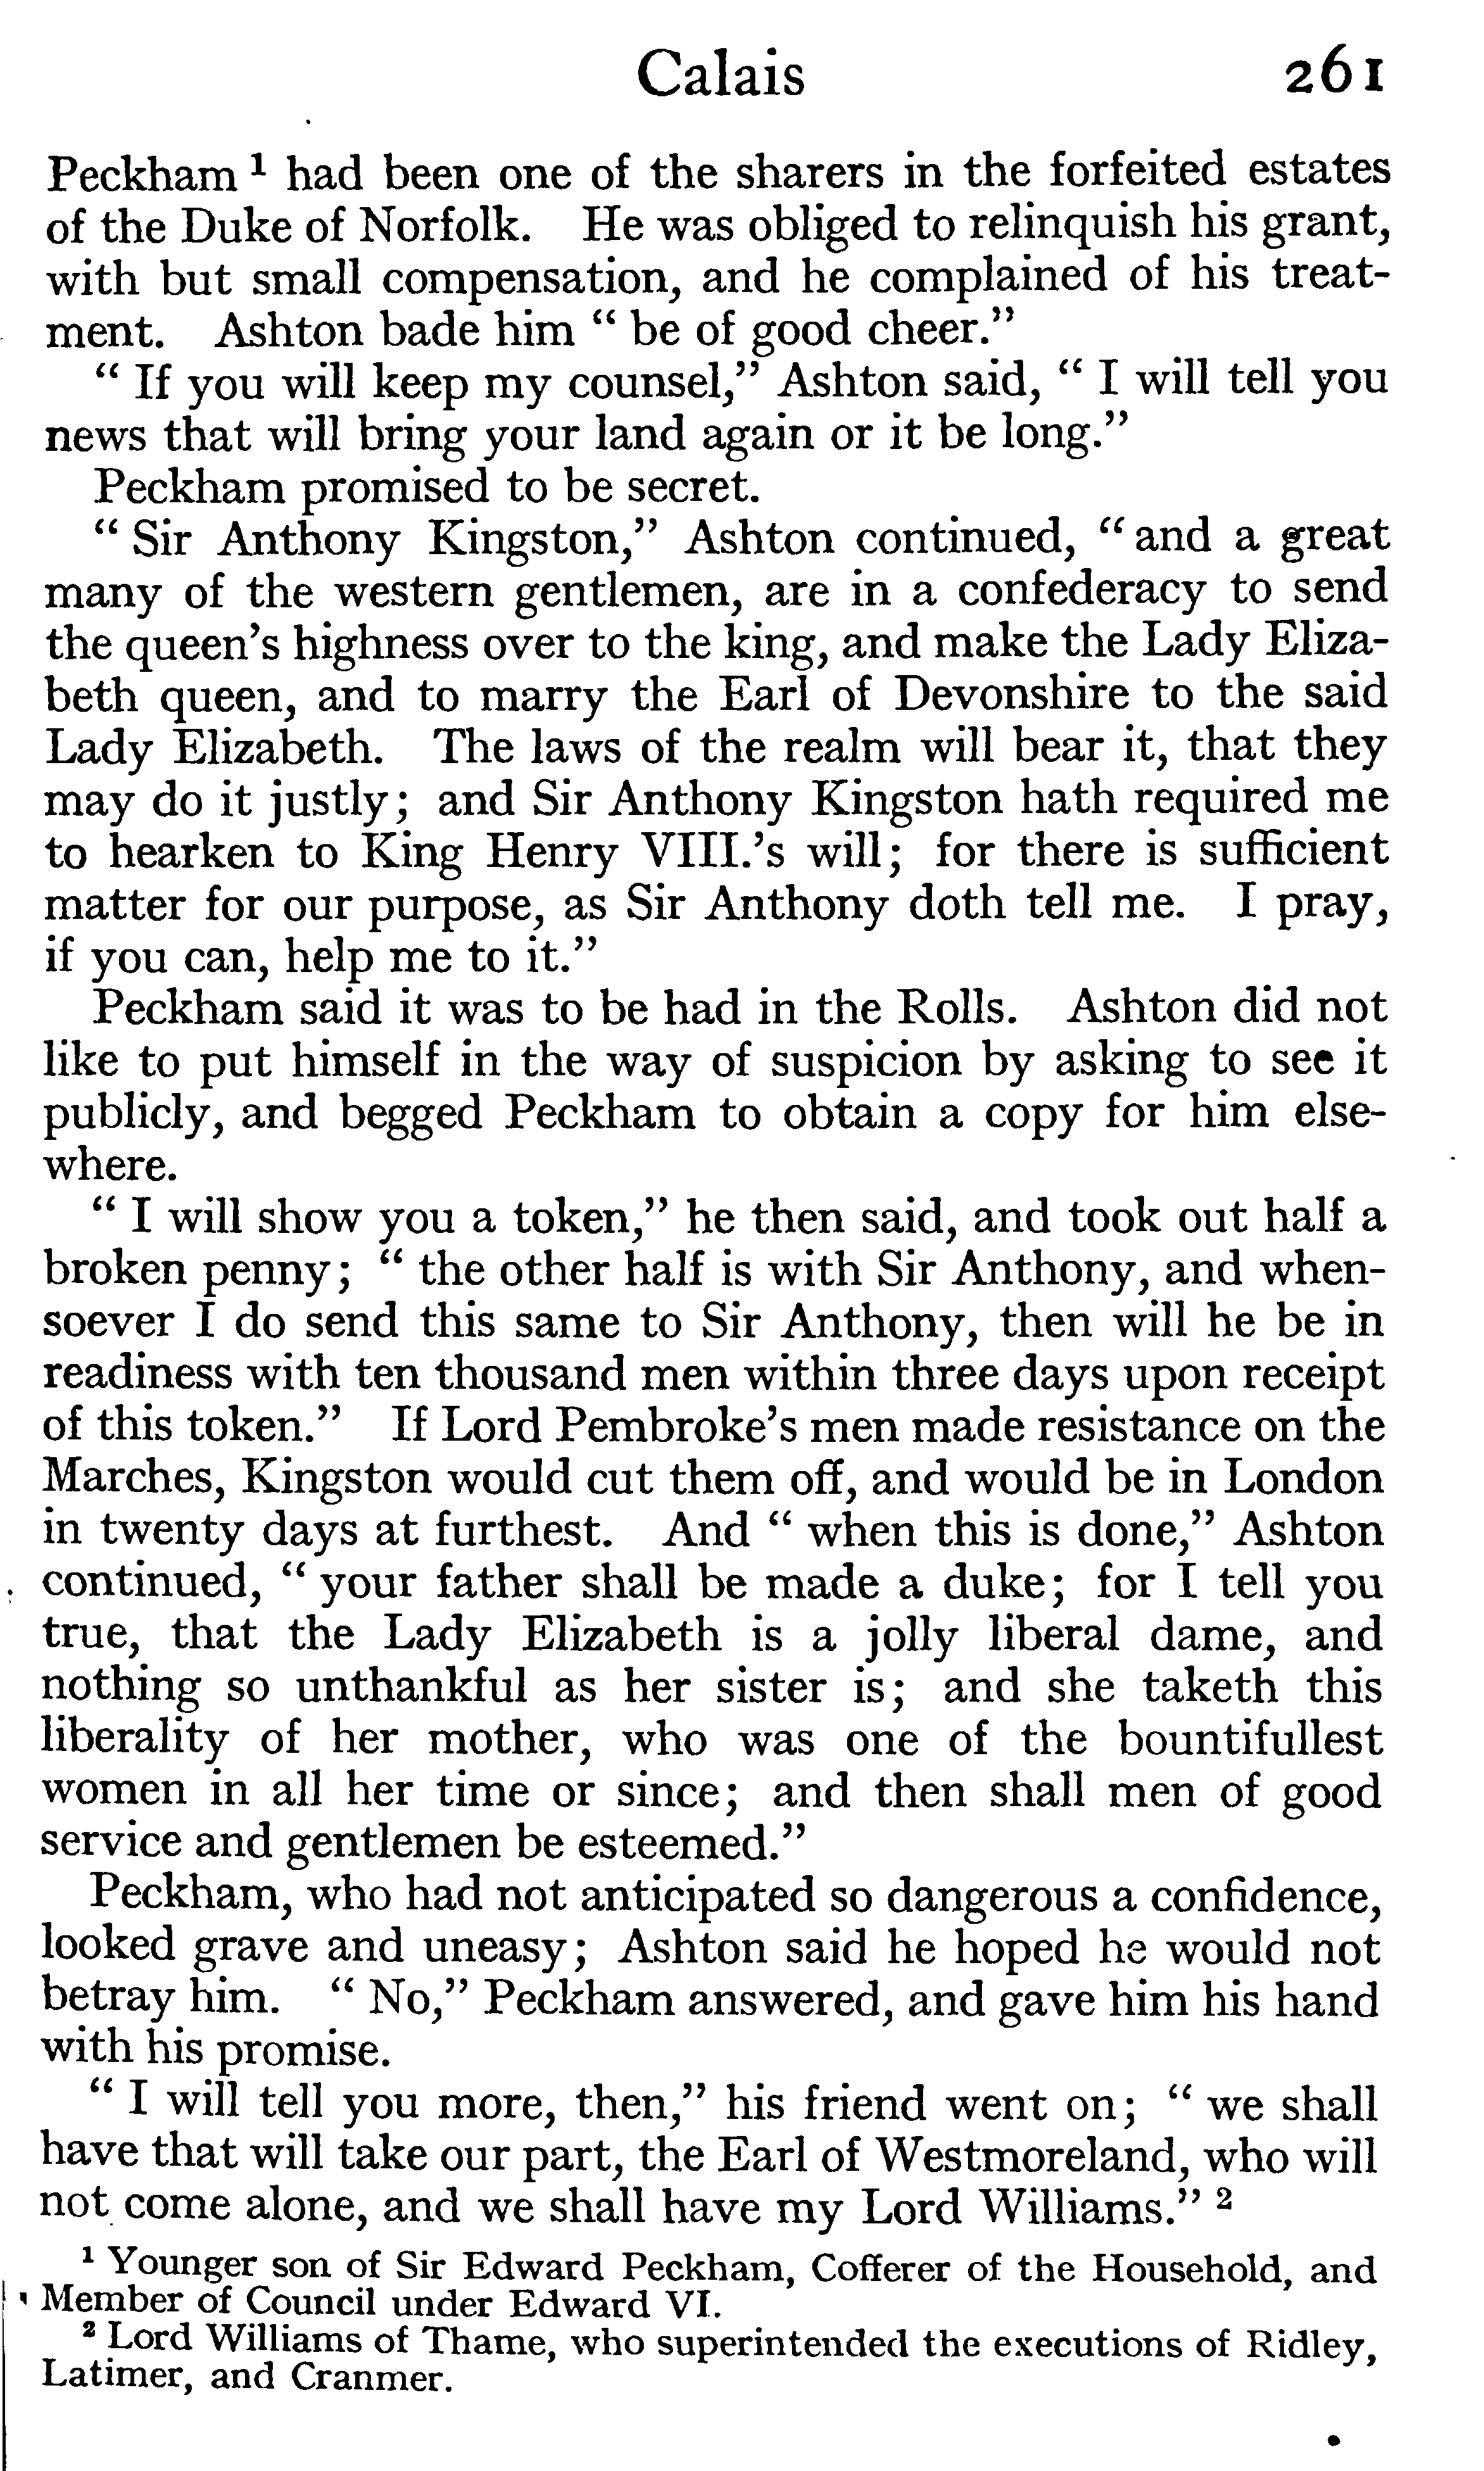 Calais 261
Peckham ¹ had been one of the sharers in the forfeited estates
of the Duke of Norfolk. He was obliged to relinquish his grant,
with but small compensation, and he complained of his treat-
ment. Ashton bade him “ be of good cheer.”
“ If you will keep my counsel,” Ashton said, “ I will tell you
news that will bring your land again or it be long.”
Peckham promised to be secret.
“ Sir Anthony Kingston,” Ashton continued, “ and a great
many of the western gentlemen, are in a confederacy to send
the queen’s highness over to the king, and make the Lady Eliza-
beth queen, and to marry the Earl of Devonshire to the said
Lady Elizabeth. The laws of the realm will bear it, that they
may do it justly; and Sir Anthony Kingston hath required me
to hearken to King Henry VIII.’s will; for there is sufficient
matter for our purpose, as Sir Anthony doth tell me. I pray,
if you can, help me to it.”
Peckham said it was to be had in the Rolls. Ashton did not
like to put himself in the way of suspicion by asking to see it
publicly, and begged Peckham to obtain a copy for him else-
where.
“ I will show you a token,” he then said, and took out half a
broken penny; “ the other half is with Sir Anthony, and when-
soever I do send this same to Sir Anthony, then will he be in
readiness with ten thousand men within three days upon receipt
of this token.” If Lord Pembroke’s men made resistance on the
Marches, Kingston would cut them off, and would be in London
in twenty days at furthest. And “ when this is done,” Ashton
continued, “ your father shall be made a duke; for I tell you
true, that the Lady Elizabeth is a jolly liberal dame, and
nothing so unthankful as her sister is; and she taketh this
liberality of her mother, who was one of the bountifullest
women in all her time or since; and then shall men of good
service and gentlemen be esteemed.”
Peckham, who had not anticipated so dangerous a confidence,
looked grave and uneasy; Ashton said he hoped he would not
betray him. “ No,” Peckham answered, and gave him his hand
with his promise.
“ I will tell you more, then,” his friend went on; “ we shall
have that will take our part, the Earl of Westmoreland, who will
not come alone, and we shall have my Lord Williams.” ²
¹ Younger son of Sir Edward Peckham, Cofferer of the Household, and
Member of Council under Edward VI.
² Lord Williams of Thame, who superintended the executions of Ridley,
Latimer, and Cranmer.